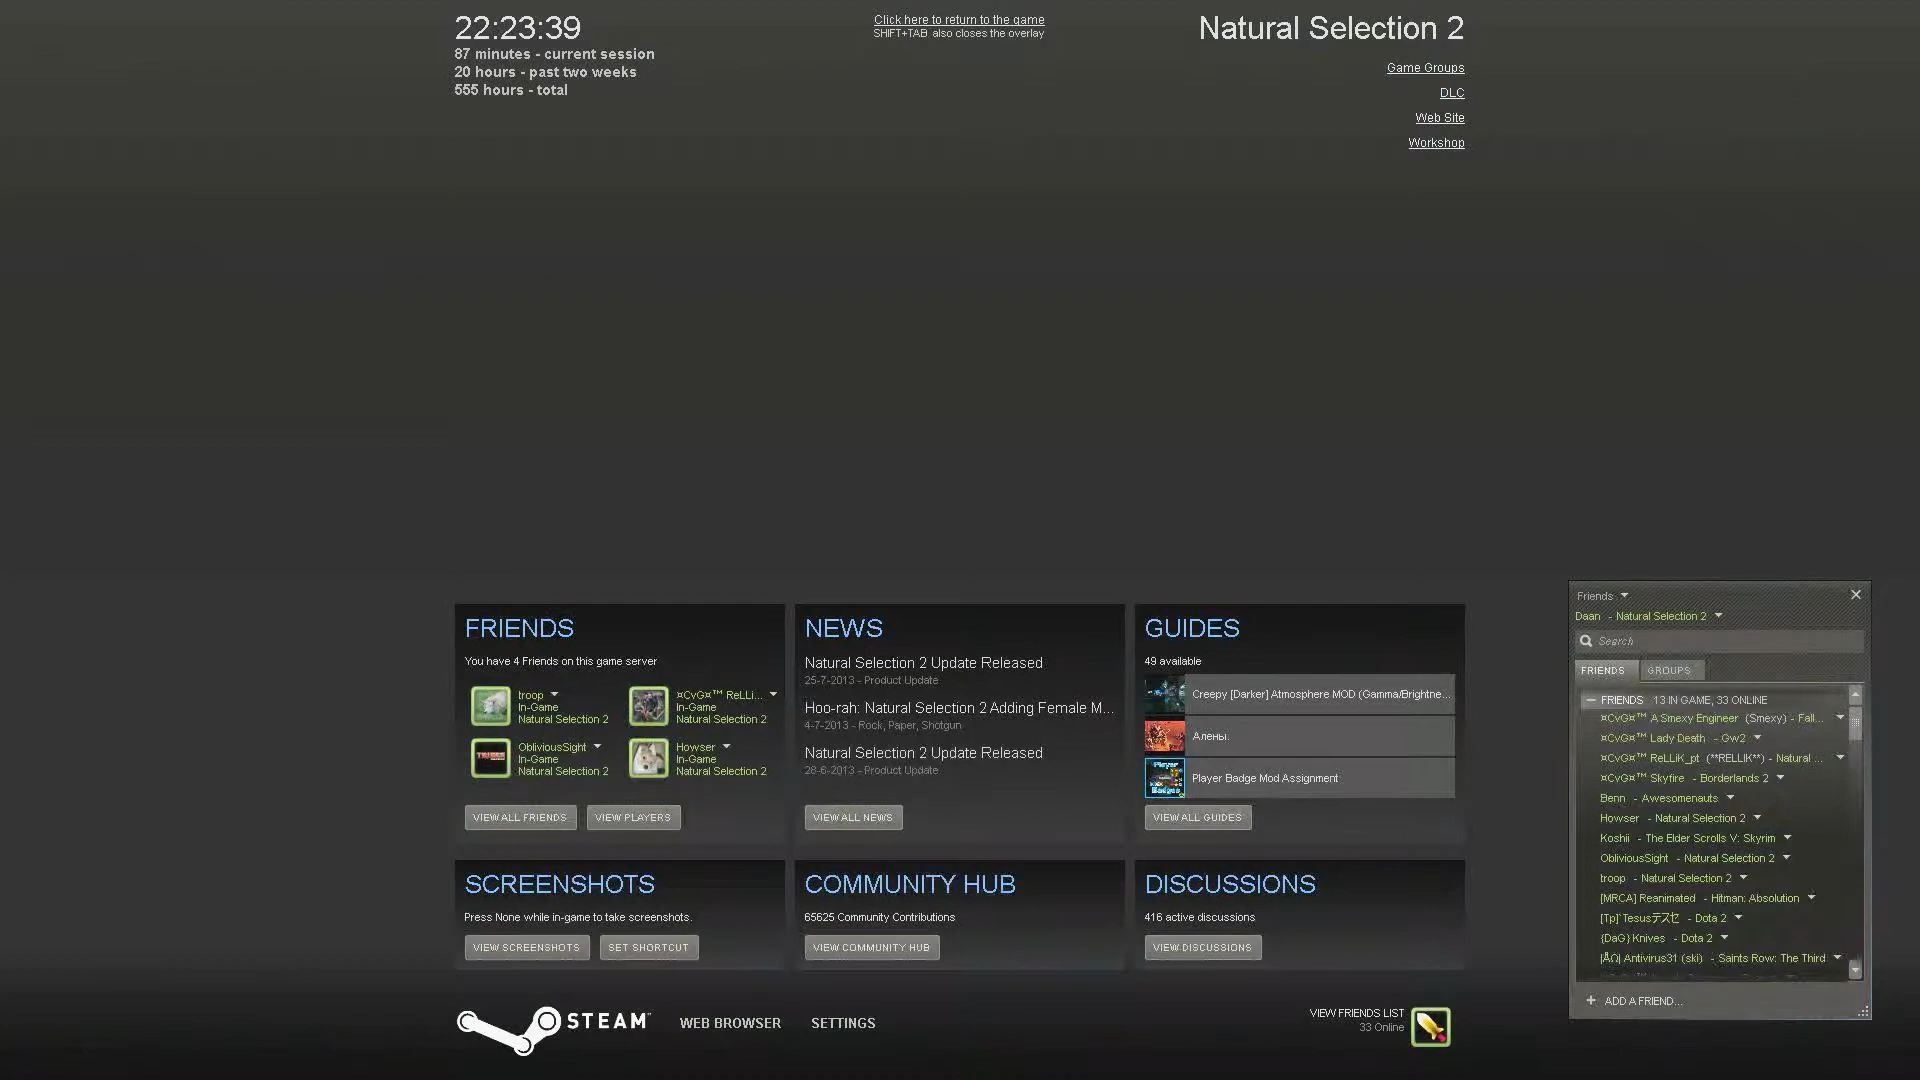 22:23:39
87 minutes - current session
20 hours - past two weeks
555 hours - total
Click here to return to the game
SHIFT+TAB also closes the overlay
Natural Selection 2
Game Groups
DLC
Web Site
Workshop
FRIENDS
You have 4 Friends on this game server
troop
In-Game
Natural Selection 2
¤CvG¤™ ReLLi...
In-Game
Natural Selection 2
ObliviousSight
In-Game
Natural Selection 2
Howser
In-Game
Natural Selection 2
VIEW ALL FRIENDS
VIEW PLAYERS
NEWS
Natural Selection 2 Update Released
25-7-2013 - Product Update
Hoo-rah: Natural Selection 2 Adding Female M...
4-7-2013 - Rock, Paper, Shotgun
Natural Selection 2 Update Released
28-6-2013 - Product Update
VIEW ALL NEWS
GUIDES
49 available
Creepy [Darker] Atmosphere MOD (Gamma/Brightne...
Алены.
Player Badge Mod Assignment
VIEW ALL GUIDES
SCREENSHOTS
Press None while in-game to take screenshots.
VIEW SCREENSHOTS
SET SHORTCUT
COMMUNITY HUB
65625 Community Contributions
VIEW COMMUNITY HUB
DISCUSSIONS
416 active discussions
VIEW DISCUSSIONS
STEAM™
WEB BROWSER
SETTINGS
VIEW FRIENDS LIST
33 Online
Friends
Daan - Natural Selection 2
Search
FRIENDS
GROUPS
FRIENDS 13 IN GAME, 33 ONLINE
¤CvG¤™ A Smexy Engineer (Smexy) - Fall...
¤CvG¤™ Lady Death - Gw2
¤CvG¤™ ReLLiK_pt (**RELLIK**) - Natural ...
¤CvG¤™ Skyfire - Borderlands 2
Benn - Awesomenauts
Howser - Natural Selection 2
Koshii - The Elder Scrolls V: Skyrim
ObliviousSight - Natural Selection 2
troop - Natural Selection 2
[MRCA] Reanimated - Hitman: Absolution
[Tp]`Tesusテスセ - Dota 2
{DaG} Knives - Dota 2
|ÅΩ| Antivirus31 (ski) - Saints Row: The Third
ADD A FRIEND...